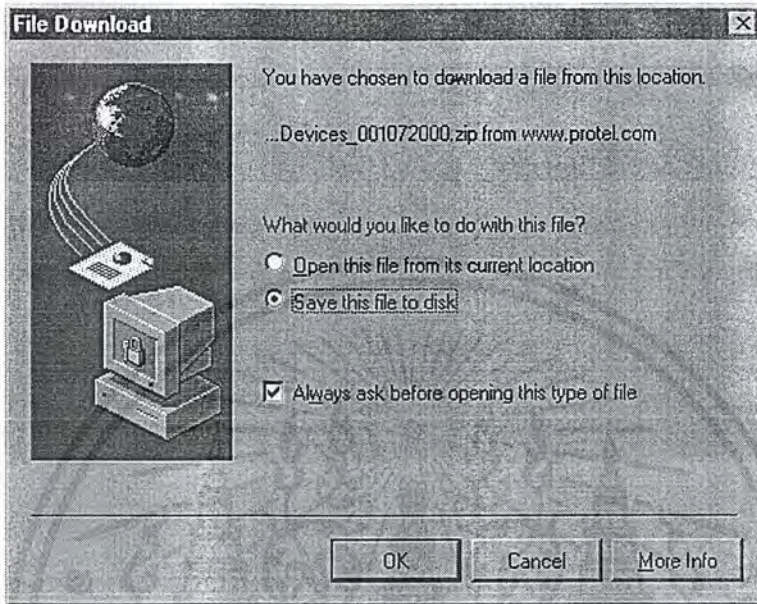 File Download
You have chosen to download a file from this location.
...Devices_001072000.zip from www.protel.com
What would you like to do with this file?
Open this file from its current location
Save this file to disk
Always ask before opening this type of file
OK
Cancel
More Info